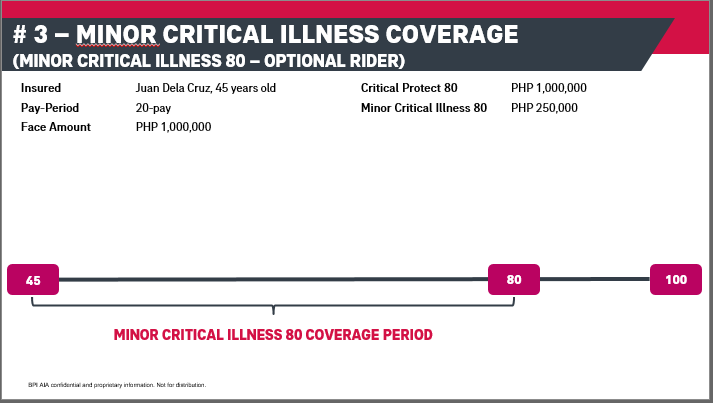 # 3 – MINOR CRITICAL ILLNESS COVERAGE
(MINOR CRITICAL ILLNESS 80 – OPTIONAL RIDER)
Insured Juan Dela Cruz, 45 years old Critical Protect 80 PHP 1,000,000
Pay-Period 20-pay Minor Critical Illness 80 PHP 250,000
Face Amount PHP 1,000,000
45 80 100
MINOR CRITICAL ILLNESS 80 COVERAGE PERIOD
BPI AIA confidential and proprietary information. Not for distribution.